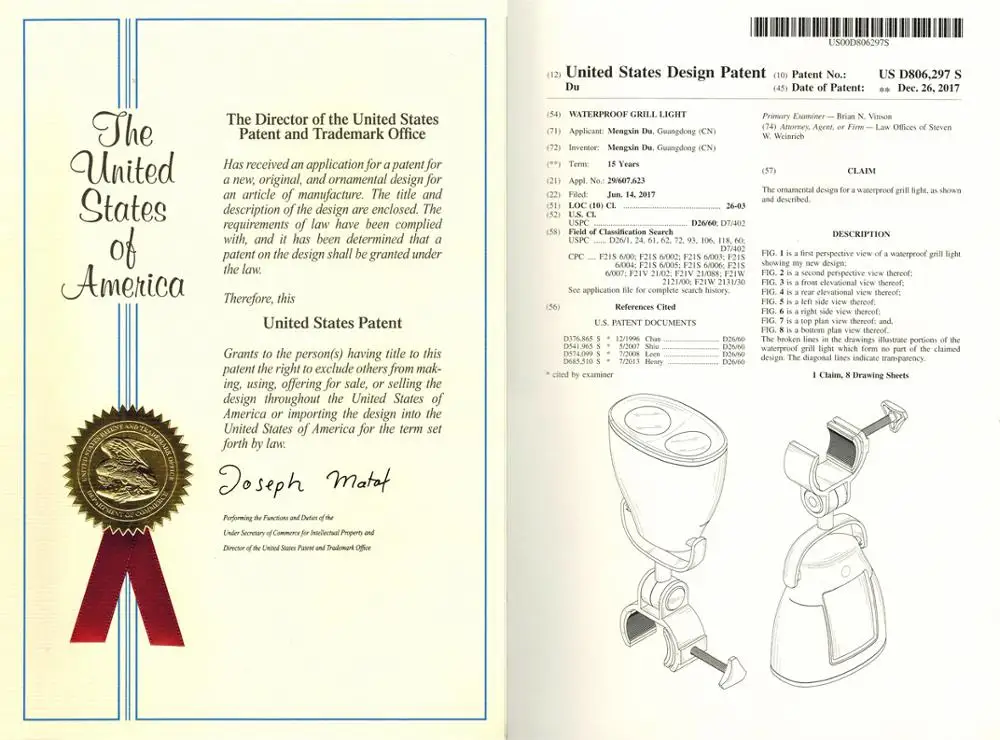 The
United
States
of
America
The Director of the United States
Patent and Trademark Office
Has received an application for a patent for
a new, original, and ornamental design for
an article of manufacture. The title and
description of the design are enclosed. The
requirements of law have been complied
with, and it has been determined that a
patent on the design shall be granted under
the law.
Therefore, this
United States Patent
Grants to the person(s) having title to this
patent the right to exclude others from mak-
ing, using, offering for sale, or selling the
design throughout the United States of
America or importing the design into the
United States of America for the term set
forth by law.
Joseph Matal
Performing the Functions and Duties of the
Under Secretary of Commerce for Intellectual Property and
Director of the United States Patent and Trademark Office
UNITED STATES PATENT AND TRADEMARK OFFICE
DEPARTMENT OF COMMERCE
US00D806297S
(12) United States Design Patent
Du
(10) Patent No.: US D806,297 S
(45) Date of Patent: ** Dec. 26, 2017
(54) WATERPROOF GRILL LIGHT
(71) Applicant: Mengxin Du, Guangdong (CN)
(72) Inventor: Mengxin Du, Guangdong (CN)
(**) Term: 15 Years
(21) Appl. No.: 29/607,623
(22) Filed: Jun. 14, 2017
(51) LOC (10) Cl. .................................. 26-03
(52) U.S. Cl.
USPC .................................. D26/60; D7/402
(58) Field of Classification Search
USPC ...... D26/1, 24, 61, 62, 72, 93, 106, 118, 60;
D7/402
CPC .... F21S 6/00; F21S 6/002; F21S 6/003; F21S
6/004; F21S 6/005; F21S 6/006; F21S
6/007; F21V 21/02; F21V 21/088; F21W
2121/00; F21W 2131/30
See application file for complete search history.
(56) References Cited
U.S. PATENT DOCUMENTS
D376,865 S * 12/1996 Chan ........................ D26/60
D541,965 S * 5/2007 Shiu ........................ D26/60
D574,099 S * 7/2008 Leen ........................ D26/60
D685,510 S * 7/2013 Henry ........................ D26/60
* cited by examiner
Primary Examiner — Brian N. Vinson
(74) Attorney, Agent, or Firm — Law Offices of Steven
W. Weinrieb
(57) CLAIM
The ornamental design for a waterproof grill light, as shown
and described.
DESCRIPTION
FIG. 1 is a first perspective view of a waterproof grill light
showing my new design;
FIG. 2 is a second perspective view thereof;
FIG. 3 is a front elevational view thereof;
FIG. 4 is a rear elevational view thereof;
FIG. 5 is a left side view thereof;
FIG. 6 is a right side view thereof;
FIG. 7 is a top plan view thereof; and,
FIG. 8 is a bottom plan view thereof.
The broken lines in the drawings illustrate portions of the
waterproof grill light which form no part of the claimed
design. The diagonal lines indicate transparency.
1 Claim, 8 Drawing Sheets